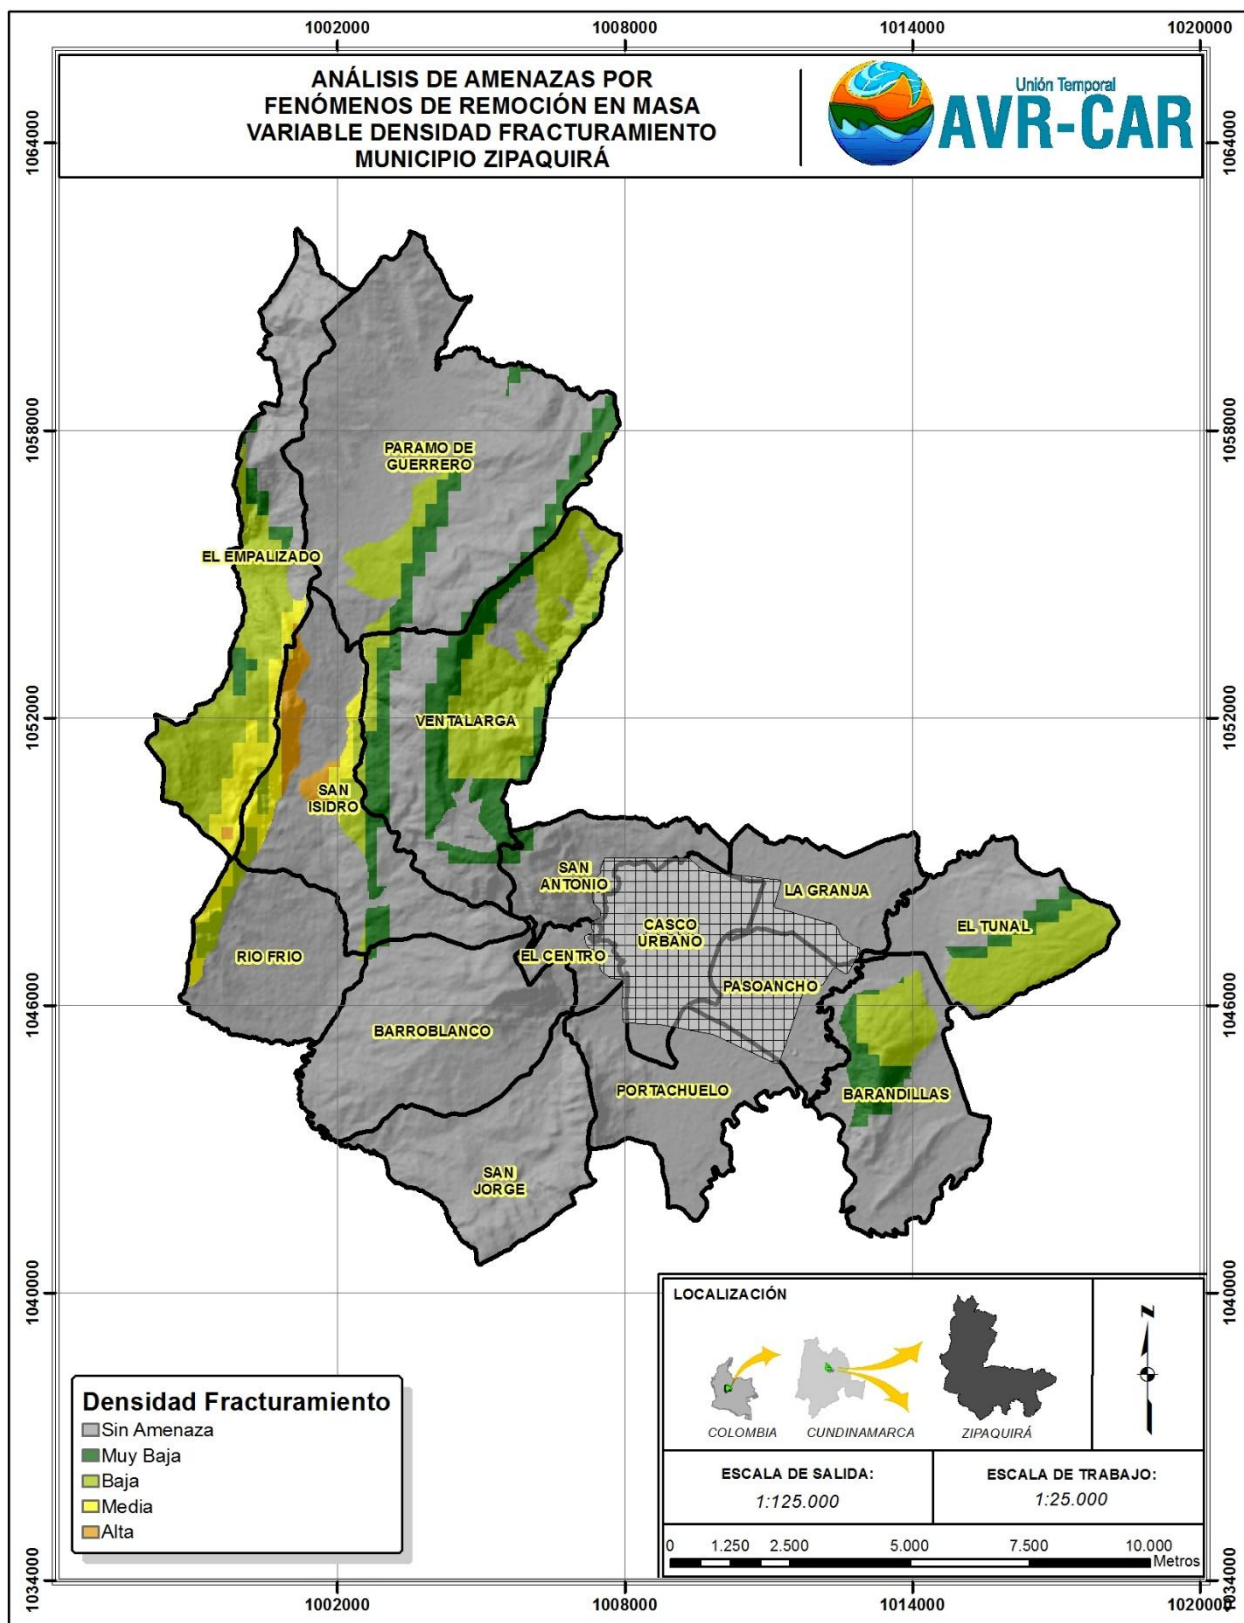 1002000
1008000
1014000
1020000
ANÁLISIS DE AMENAZAS POR
FENÓMENOS DE REMOCIÓN EN MASA
VARIABLE DENSIDAD FRACTURAMIENTO
MUNICIPIO ZIPAQUIRÁ
Unión Temporal
AVR-CAR
1064000
1064000
1058000
1058000
PARAMO DE
GUERRERO
EL EMPALIZADO
1052000
1052000
VENTALARGA
SAN
ISIDRO
SAN
ANTONIO
LA GRANJA
CASCO
URBANO
EL TUNAL
RIO FRIO
EL CENTRO
PASOANCHO
1046000
1046000
BARROBLANCO
PORTACHUELO
BARANDILLAS
SAN
JORGE
1040000
1040000
LOCALIZACIÓN
COLOMBIA
CUNDINAMARCA
ZIPAQUIRÁ
N
ESCALA DE SALIDA:
1:125.000
ESCALA DE TRABAJO:
1:25.000
0
1.250
2.500
5.000
7.500
10.000
Metros
Densidad Fracturamiento
Sin Amenaza
Muy Baja
Baja
Media
Alta
1034000
1034000
1002000
1008000
1014000
1020000